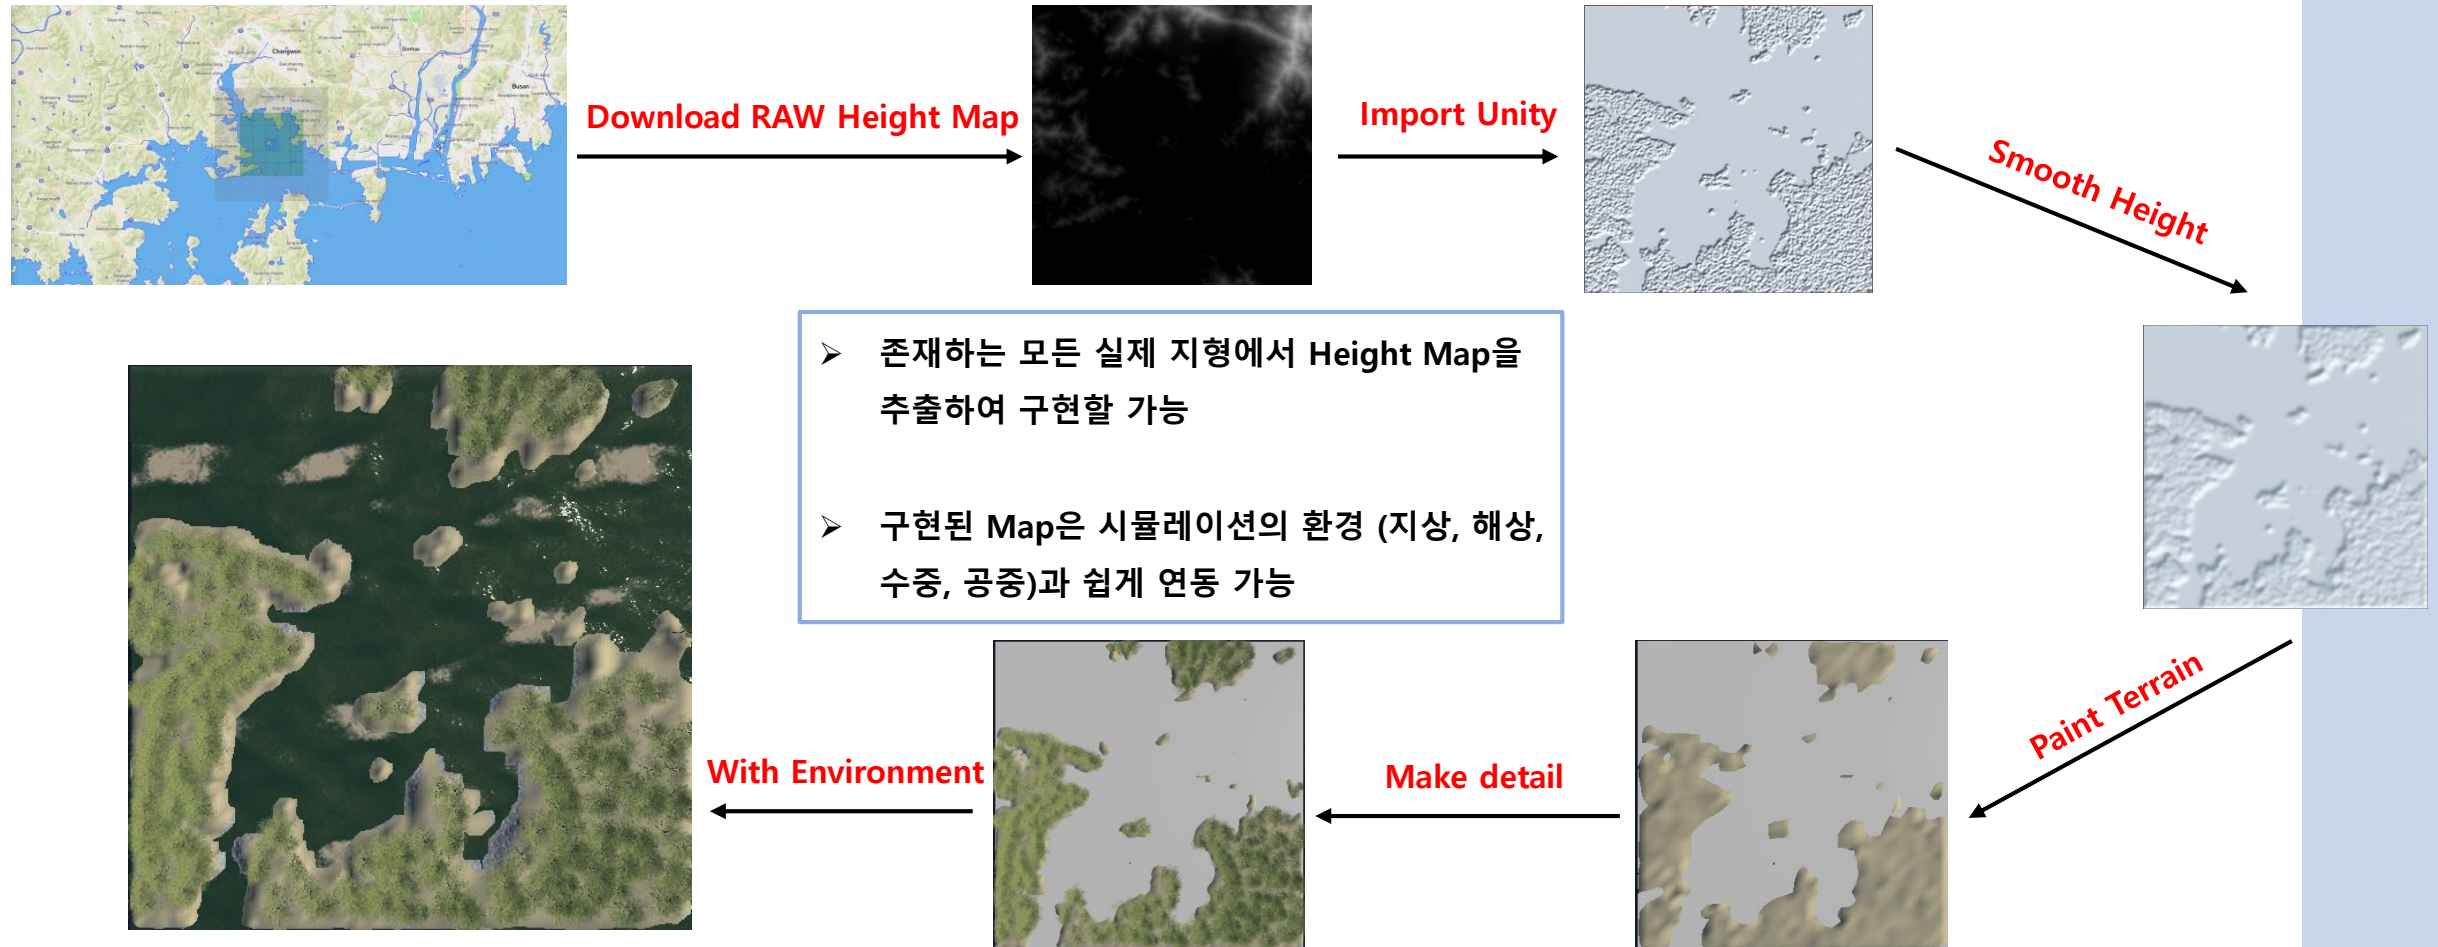 Changwon
Binhae
Busan
Download RAW Height Map
Import Unity
Smooth Height
➢ 존재하는 모든 실제 지형에서 Height Map을
추출하여 구현할 가능
➢ 구현된 Map은 시뮬레이션의 환경 (지상, 해상,
수중, 공중)과 쉽게 연동 가능
Paint Terrain
Make detail
With Environment